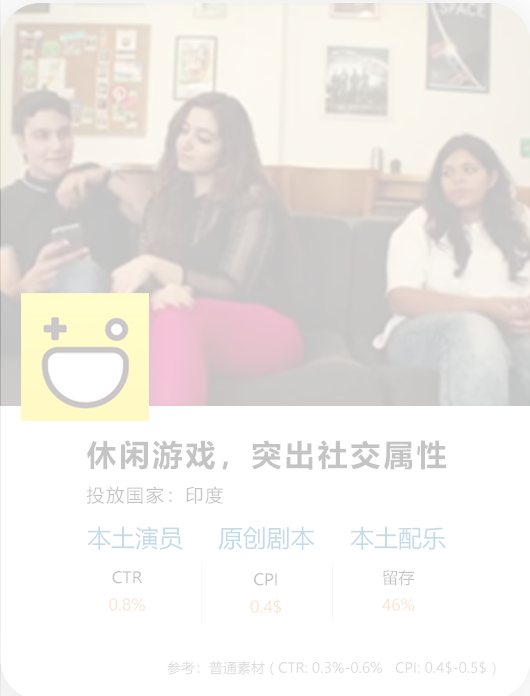 SPACE
休闲游戏，突出社交属性
投放国家：印度
本土演员 原创剧本 本土配乐
CTR CPI 留存
0.8% 0.4$ 46%
参考：普通素材 ( CTR: 0.3%-0.6% CPI: 0.4$-0.5$ )